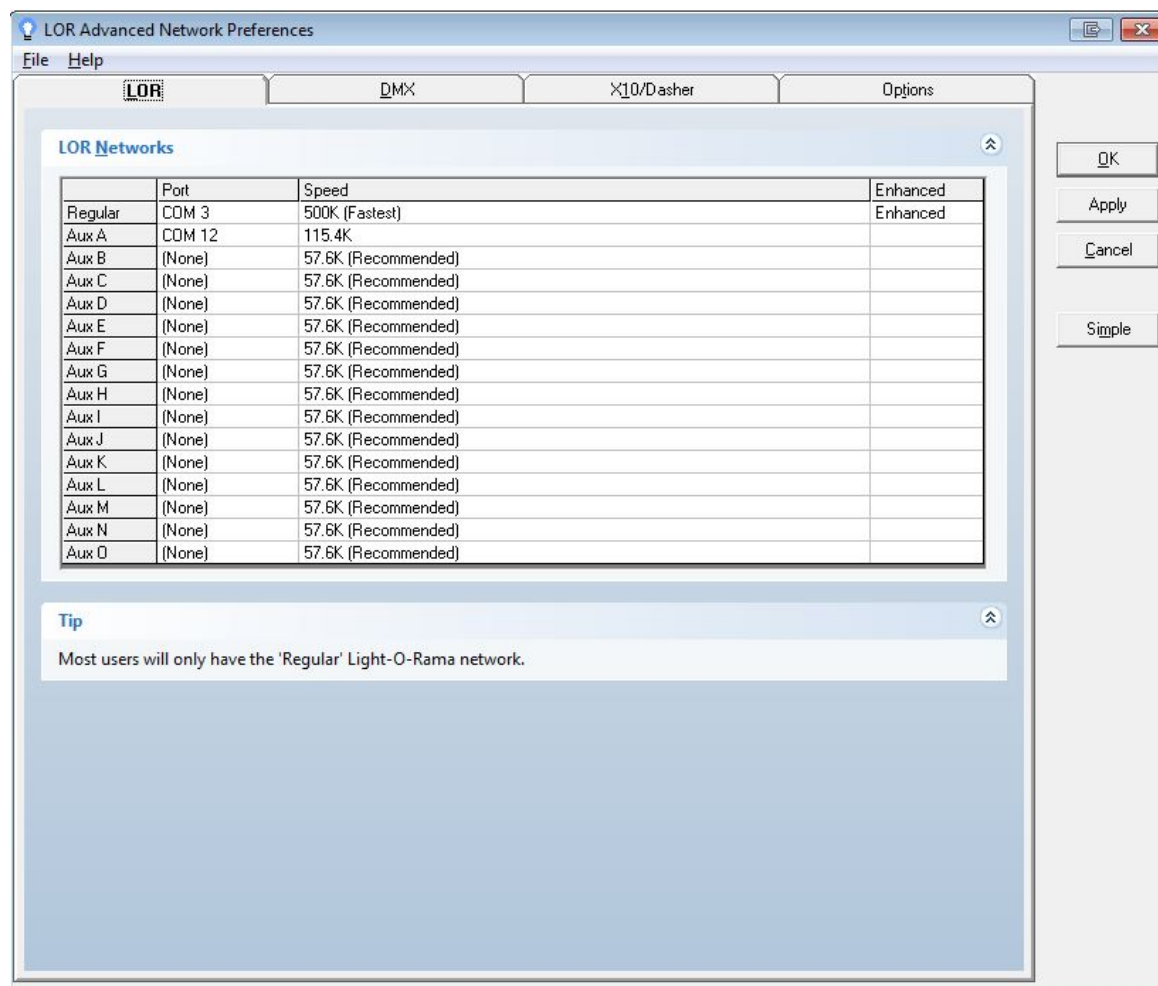 LOR Advanced Network Preferences
File Help
LOR DMX X10/Dasher Options
LOR Networks
Port Speed Enhanced
Regular COM 3 500K (Fastest) Enhanced
Aux A COM 12 115.4K
Aux B (None) 57.6K (Recommended)
Aux C (None) 57.6K (Recommended)
Aux D (None) 57.6K (Recommended)
Aux E (None) 57.6K (Recommended)
Aux F (None) 57.6K (Recommended)
Aux G (None) 57.6K (Recommended)
Aux H (None) 57.6K (Recommended)
Aux I (None) 57.6K (Recommended)
Aux J (None) 57.6K (Recommended)
Aux K (None) 57.6K (Recommended)
Aux L (None) 57.6K (Recommended)
Aux M (None) 57.6K (Recommended)
Aux N (None) 57.6K (Recommended)
Aux O (None) 57.6K (Recommended)
Tip
Most users will only have the 'Regular' Light-O-Rama network.
OK
Apply
Cancel
Simple